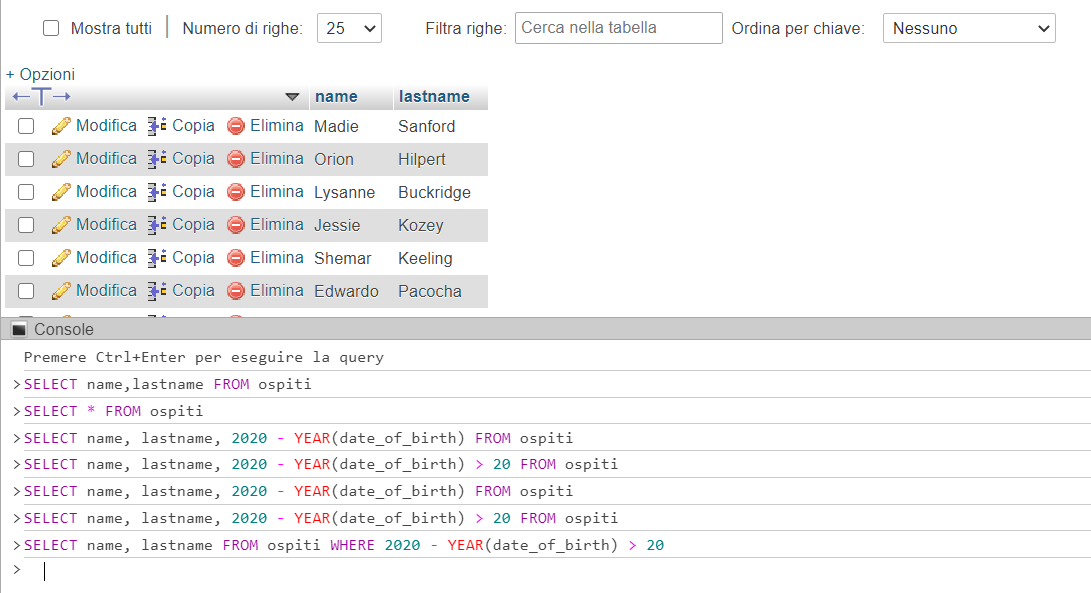 Mostra tutti | Numero di righe: 25 Filtra righe: Cerca nella tabella Ordina per chiave: Nessuno
+ Opzioni
←T→ name lastname
Modifica Copia Elimina Madie Sanford
Modifica Copia Elimina Orion Hilpert
Modifica Copia Elimina Lysanne Buckridge
Modifica Copia Elimina Jessie Kozey
Modifica Copia Elimina Shemar Keeling
Modifica Copia Elimina Edwardo Pacocha
Console
Premere Ctrl+Enter per eseguire la query
>SELECT name,lastname FROM ospiti
>SELECT * FROM ospiti
>SELECT name, lastname, 2020 - YEAR(date_of_birth) FROM ospiti
>SELECT name, lastname, 2020 - YEAR(date_of_birth) > 20 FROM ospiti
>SELECT name, lastname, 2020 - YEAR(date_of_birth) FROM ospiti
>SELECT name, lastname, 2020 - YEAR(date_of_birth) > 20 FROM ospiti
>SELECT name, lastname FROM ospiti WHERE 2020 - YEAR(date_of_birth) > 20
>